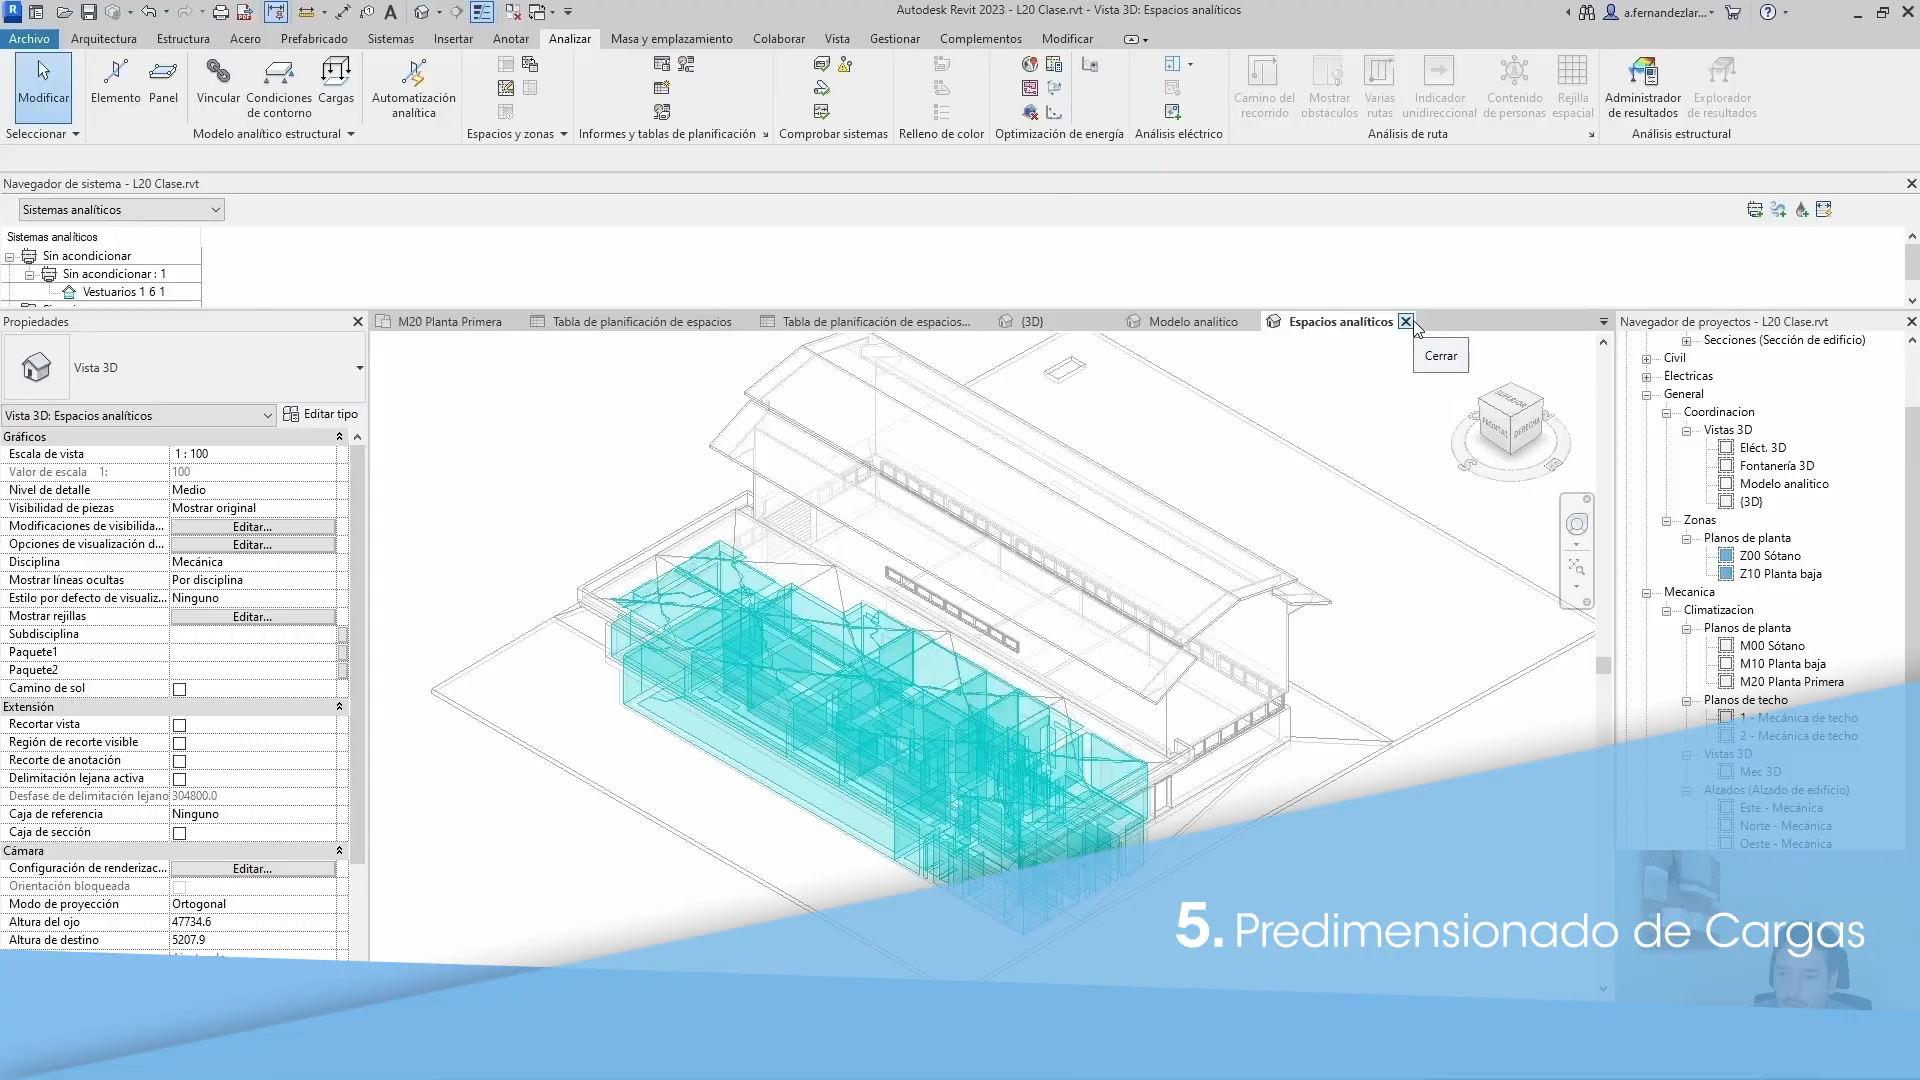 Autodesk Revit 2023 - L20 Clase.rvt - Vista 3D: Espacios analíticos
a.fernandezlar...
Archivo Arquitectura Estructura Acero Prefabricado Sistemas Insertar Anotar Analizar Masa y emplazamiento Colaborar Vista Gestionar Complementos Modificar
Modificar
Elemento
Panel
Vincular
Condiciones de contorno
Cargas
Automatización analítica
Camino del recorrido
Mostrar obstáculos
Varias rutas
Indicador unidireccional
Contenido de personas
Rejilla espacial
Administrador de resultados
Explorador de resultados
Seleccionar
Modelo analítico estructural
Espacios y zonas
Informes y tablas de planificación
Comprobar sistemas
Relleno de color
Optimización de energía
Análisis eléctrico
Análisis de ruta
Análisis estructural
Navegador de sistema - L20 Clase.rvt
Sistemas analíticos
Sistemas analíticos
Sin acondicionar
Sin acondicionar : 1
Vestuarios 1 6 1
Propiedades
Vista 3D
Vista 3D: Espacios analíticos
Editar tipo
Gráficos
Escala de vista 1 : 100
Valor de escala 1: 100
Nivel de detalle Medio
Visibilidad de piezas Mostrar original
Modificaciones de visibilida... Editar...
Opciones de visualización d... Editar...
Disciplina Mecánica
Mostrar líneas ocultas Por disciplina
Estilo por defecto de visualiz... Ninguno
Mostrar rejillas Editar...
Subdisciplina
Paquete1
Paquete2
Camino de sol
Extensión
Recortar vista
Región de recorte visible
Recorte de anotación
Delimitación lejana activa
Desfase de delimitación lejano 304800.0
Caja de referencia Ninguno
Caja de sección
Cámara
Configuración de renderizac... Editar...
Orientación bloqueada
Modo de proyección Ortogonal
Altura del ojo 47734.6
Altura de destino 5207.9
M20 Planta Primera
Tabla de planificación de espacios
Tabla de planificación de espacios...
{3D}
Modelo analitico
Espacios analíticos
Cerrar
SUPERIOR
FRONTAL
DERECHA
Navegador de proyectos - L20 Clase.rvt
Secciones (Sección de edificio)
Civil
Electricas
General
Coordinacion
Vistas 3D
Eléct. 3D
Fontanería 3D
Modelo analitico
{3D}
Zonas
Planos de planta
Z00 Sótano
Z10 Planta baja
Mecanica
Climatizacion
Planos de planta
M00 Sótano
M10 Planta baja
M20 Planta Primera
Planos de techo
1 - Mecánica de techo
2 - Mecánica de techo
Vistas 3D
Mec 3D
Alzados (Alzado de edificio)
Este - Mecánica
Norte - Mecánica
Oeste - Mecánica
5. Predimensionado de Cargas